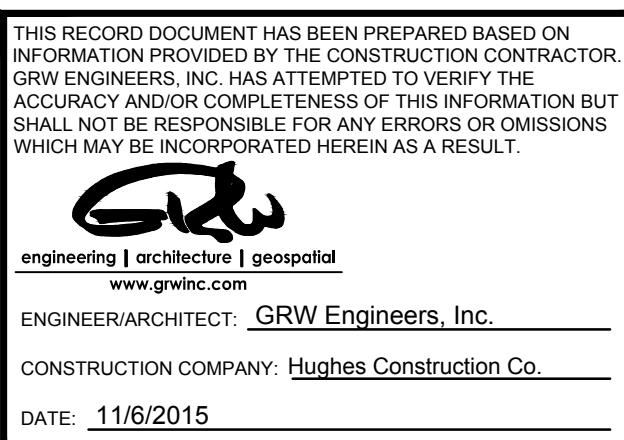 THIS RECORD DOCUMENT HAS BEEN PREPARED BASED ON
INFORMATION PROVIDED BY THE CONSTRUCTION CONTRACTOR.
GRW ENGINEERS, INC. HAS ATTEMPTED TO VERIFY THE
ACCURACY AND/OR COMPLETENESS OF THIS INFORMATION BUT
SHALL NOT BE RESPONSIBLE FOR ANY ERRORS OR OMISSIONS
WHICH MAY BE INCORPORATED HEREIN AS A RESULT.
GRW
engineering | architecture | geospatial
www.grwinc.com
ENGINEER/ARCHITECT: GRW Engineers, Inc.
CONSTRUCTION COMPANY: Hughes Construction Co.
DATE: 11/6/2015